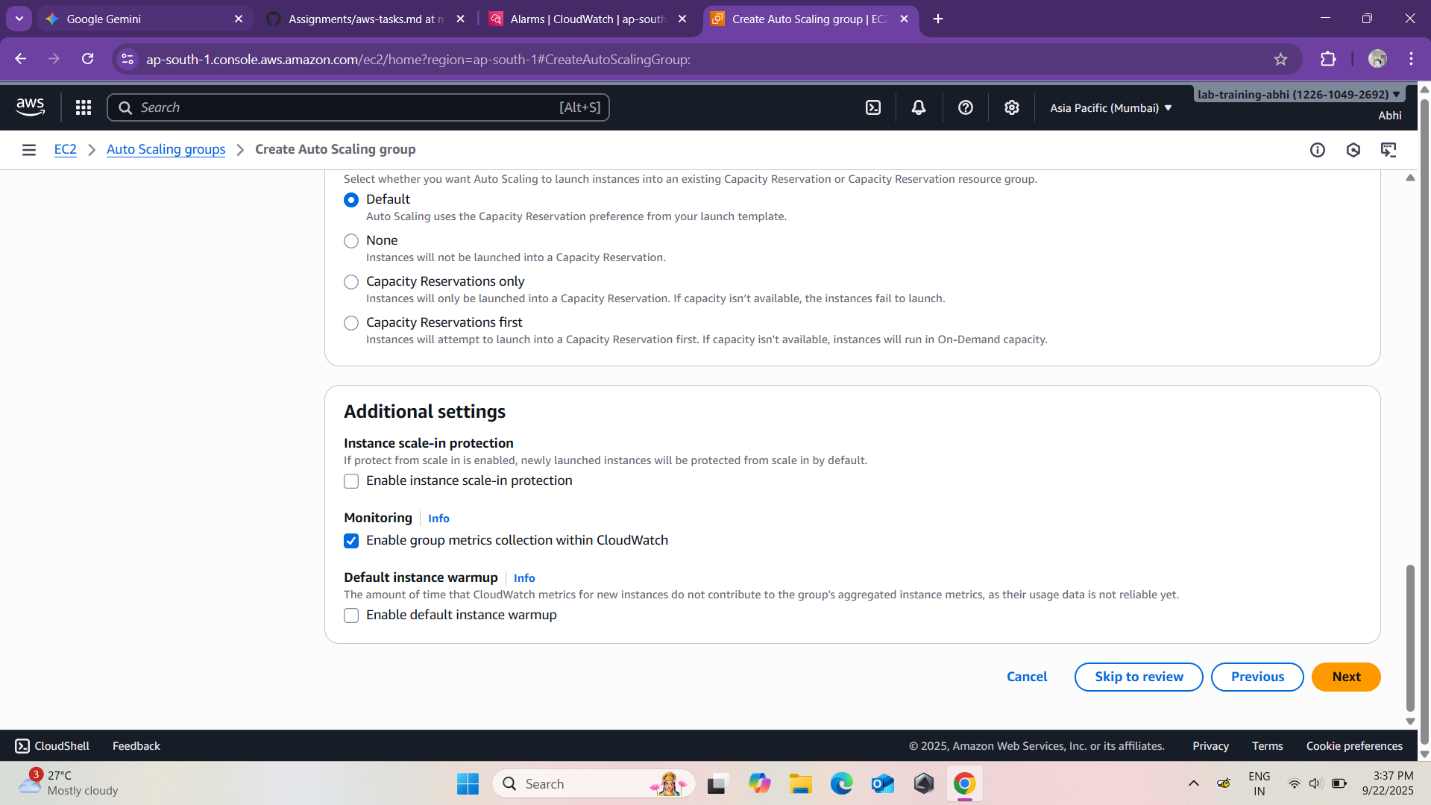 Google Gemini
Assignments/aws-tasks.md at m
Alarms | CloudWatch | ap-south
Create Auto Scaling group | EC2
ap-south-1.console.aws.amazon.com/ec2/home?region=ap-south-1#CreateAutoScalingGroup:
aws
Search [Alt+S]
Asia Pacific (Mumbai)
lab-training-abhi (1226-1049-2692)
Abhi
EC2 > Auto Scaling groups > Create Auto Scaling group
Select whether you want Auto Scaling to launch instances into an existing Capacity Reservation or Capacity Reservation resource group.
Default
Auto Scaling uses the Capacity Reservation preference from your launch template.
None
Instances will not be launched into a Capacity Reservation.
Capacity Reservations only
Instances will only be launched into a Capacity Reservation. If capacity isn't available, the instances fail to launch.
Capacity Reservations first
Instances will attempt to launch into a Capacity Reservation first. If capacity isn't available, instances will run in On-Demand capacity.
Additional settings
Instance scale-in protection
If protect from scale in is enabled, newly launched instances will be protected from scale in by default.
Enable instance scale-in protection
Monitoring Info
Enable group metrics collection within CloudWatch
Default instance warmup Info
The amount of time that CloudWatch metrics for new instances do not contribute to the group's aggregated instance metrics, as their usage data is not reliable yet.
Enable default instance warmup
Cancel Skip to review Previous Next
CloudShell Feedback © 2025, Amazon Web Services, Inc. or its affiliates. Privacy Terms Cookie preferences
3
27°C
Mostly cloudy
Search
ENG
IN
3:37 PM
9/22/2025